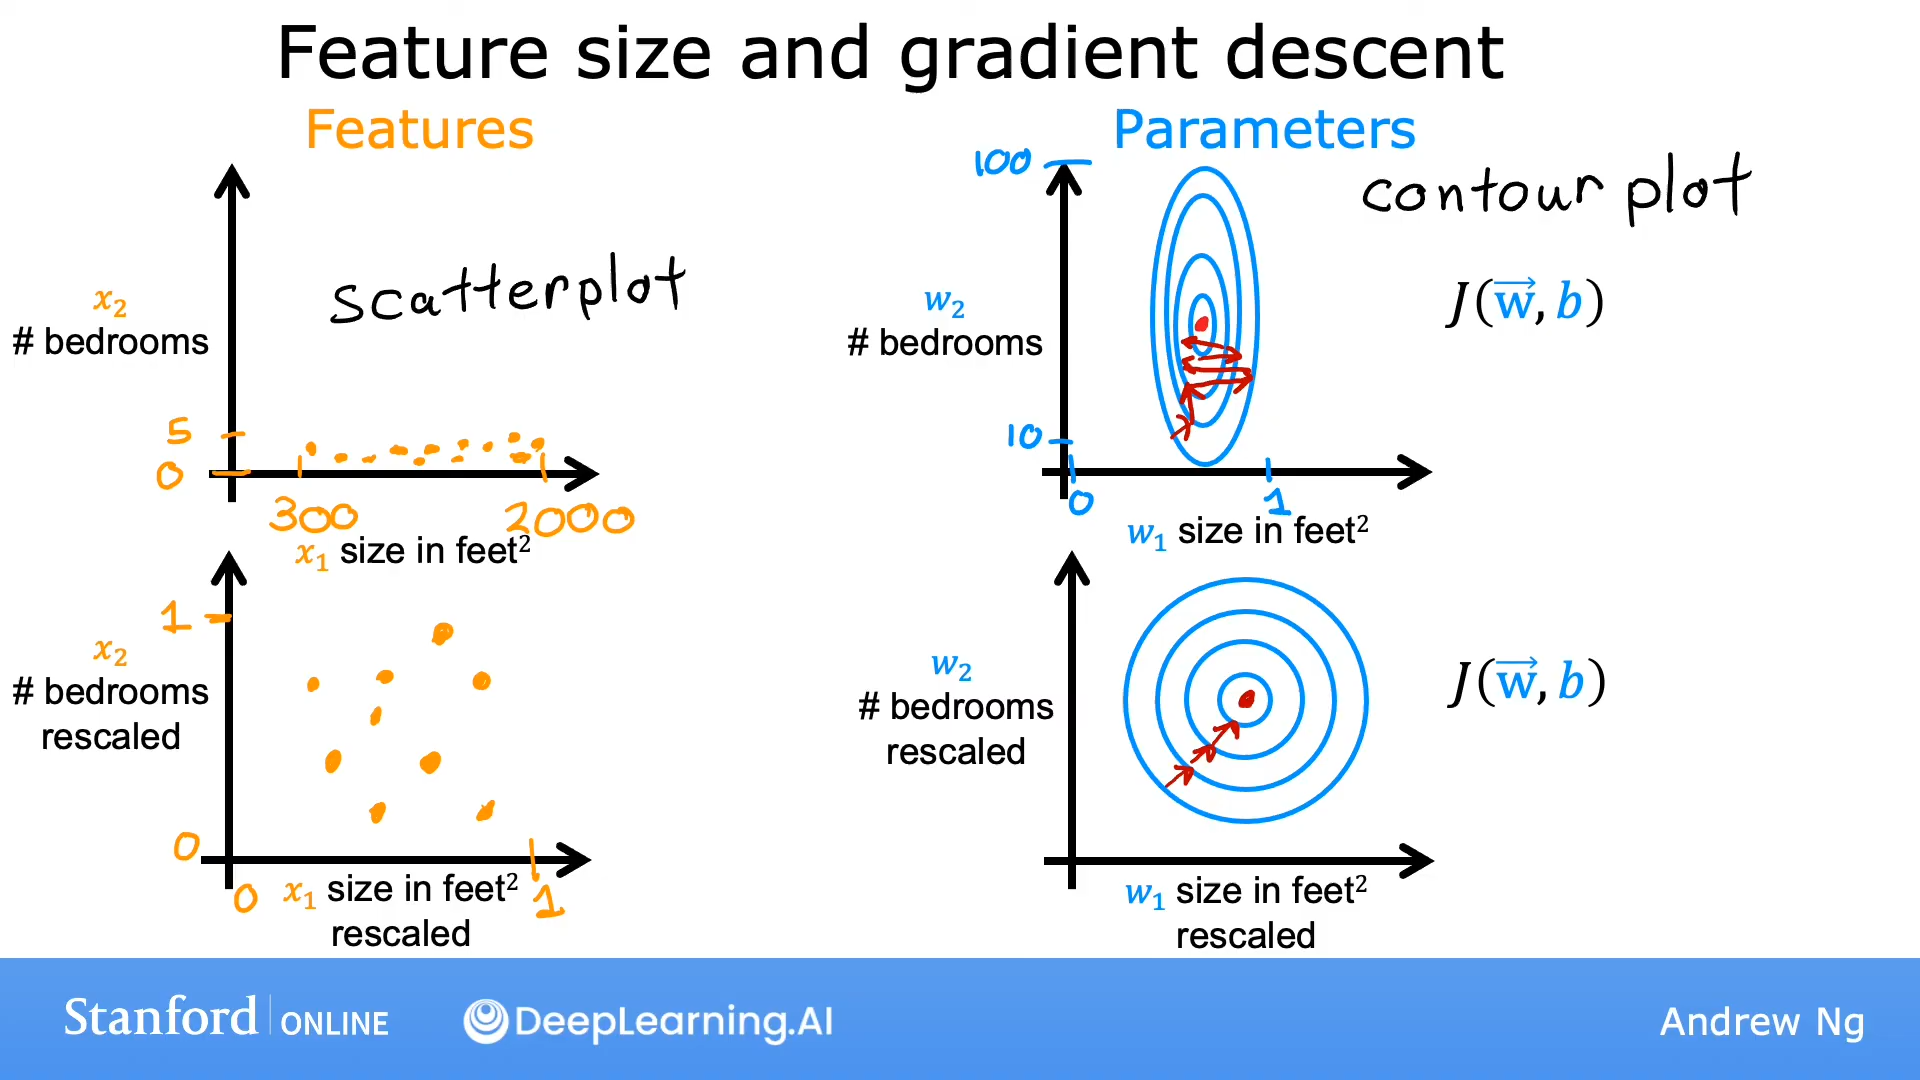 Feature size and gradient descent
Features
Parameters
scatterplot
x₂
# bedrooms
5
0
300
2000
x₁ size in feet²
100
contour plot
w₂
# bedrooms
J(w⃗, b)
10
0
1
w₁ size in feet²
1
x₂
# bedrooms
rescaled
0
0
x₁ size in feet²
rescaled
1
w₂
# bedrooms
rescaled
J(w⃗, b)
w₁ size in feet²
rescaled
Stanford | ONLINE
DeepLearning.AI
Andrew Ng